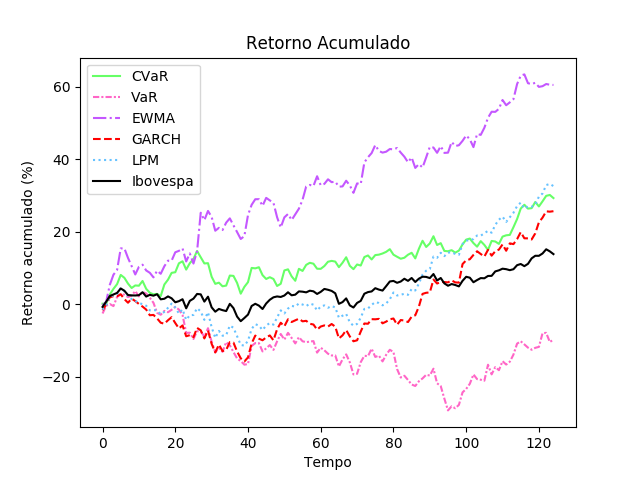 Retorno Acumulado
CVaR
VaR
EWMA
GARCH
LPM
Ibovespa
Retorno acumulado (%)
60
40
20
0
−20
0 20 40 60 80 100 120
Tempo